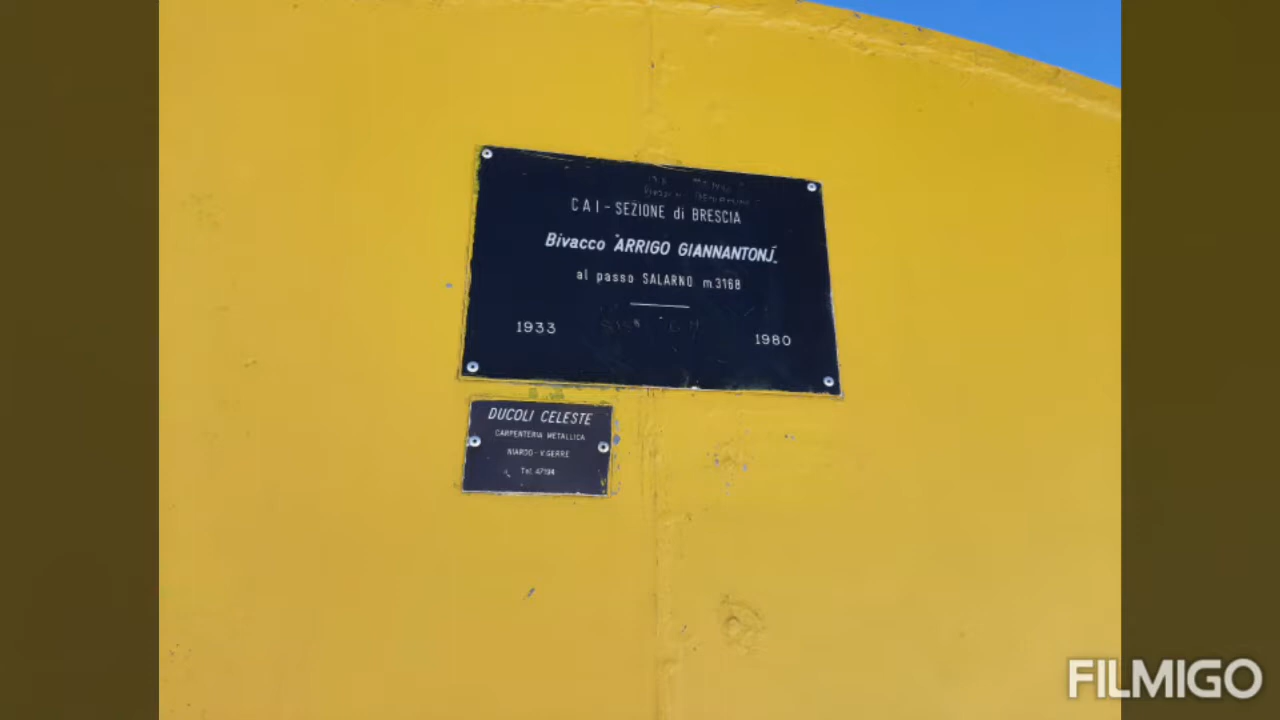 CAI - SEZIONE di BRESCIA
Bivacco "ARRIGO GIANNANTONJ"
al passo SALARNO m.3168
1933 1980
DUCOLI CELESTE
CARPENTERIA METALLICA
NIARDO - V.GERRE
Tel. 47194
FILMIGO